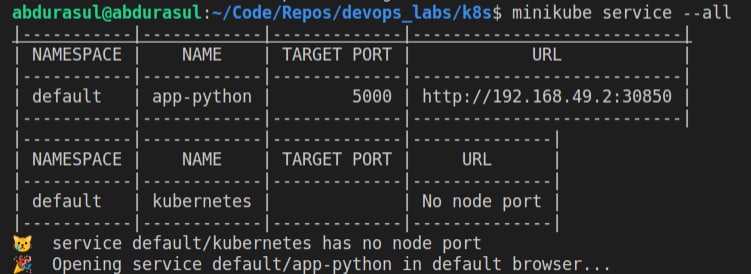 abdurasul@abdurasul:~/Code/Repos/devops_labs/k8s$ minikube service --all
|-----------|------------|-------------|---------------------------|
| NAMESPACE |    NAME    | TARGET PORT |            URL            |
|-----------|------------|-------------|---------------------------|
| default   | app-python |        5000 | http://192.168.49.2:30850 |
|-----------|------------|-------------|---------------------------|
|-----------|------------|-------------|--------------|
| NAMESPACE |    NAME    | TARGET PORT |     URL      |
|-----------|------------|-------------|--------------|
| default   | kubernetes |             | No node port |
|-----------|------------|-------------|--------------|
😿  service default/kubernetes has no node port
🎉  Opening service default/app-python in default browser...